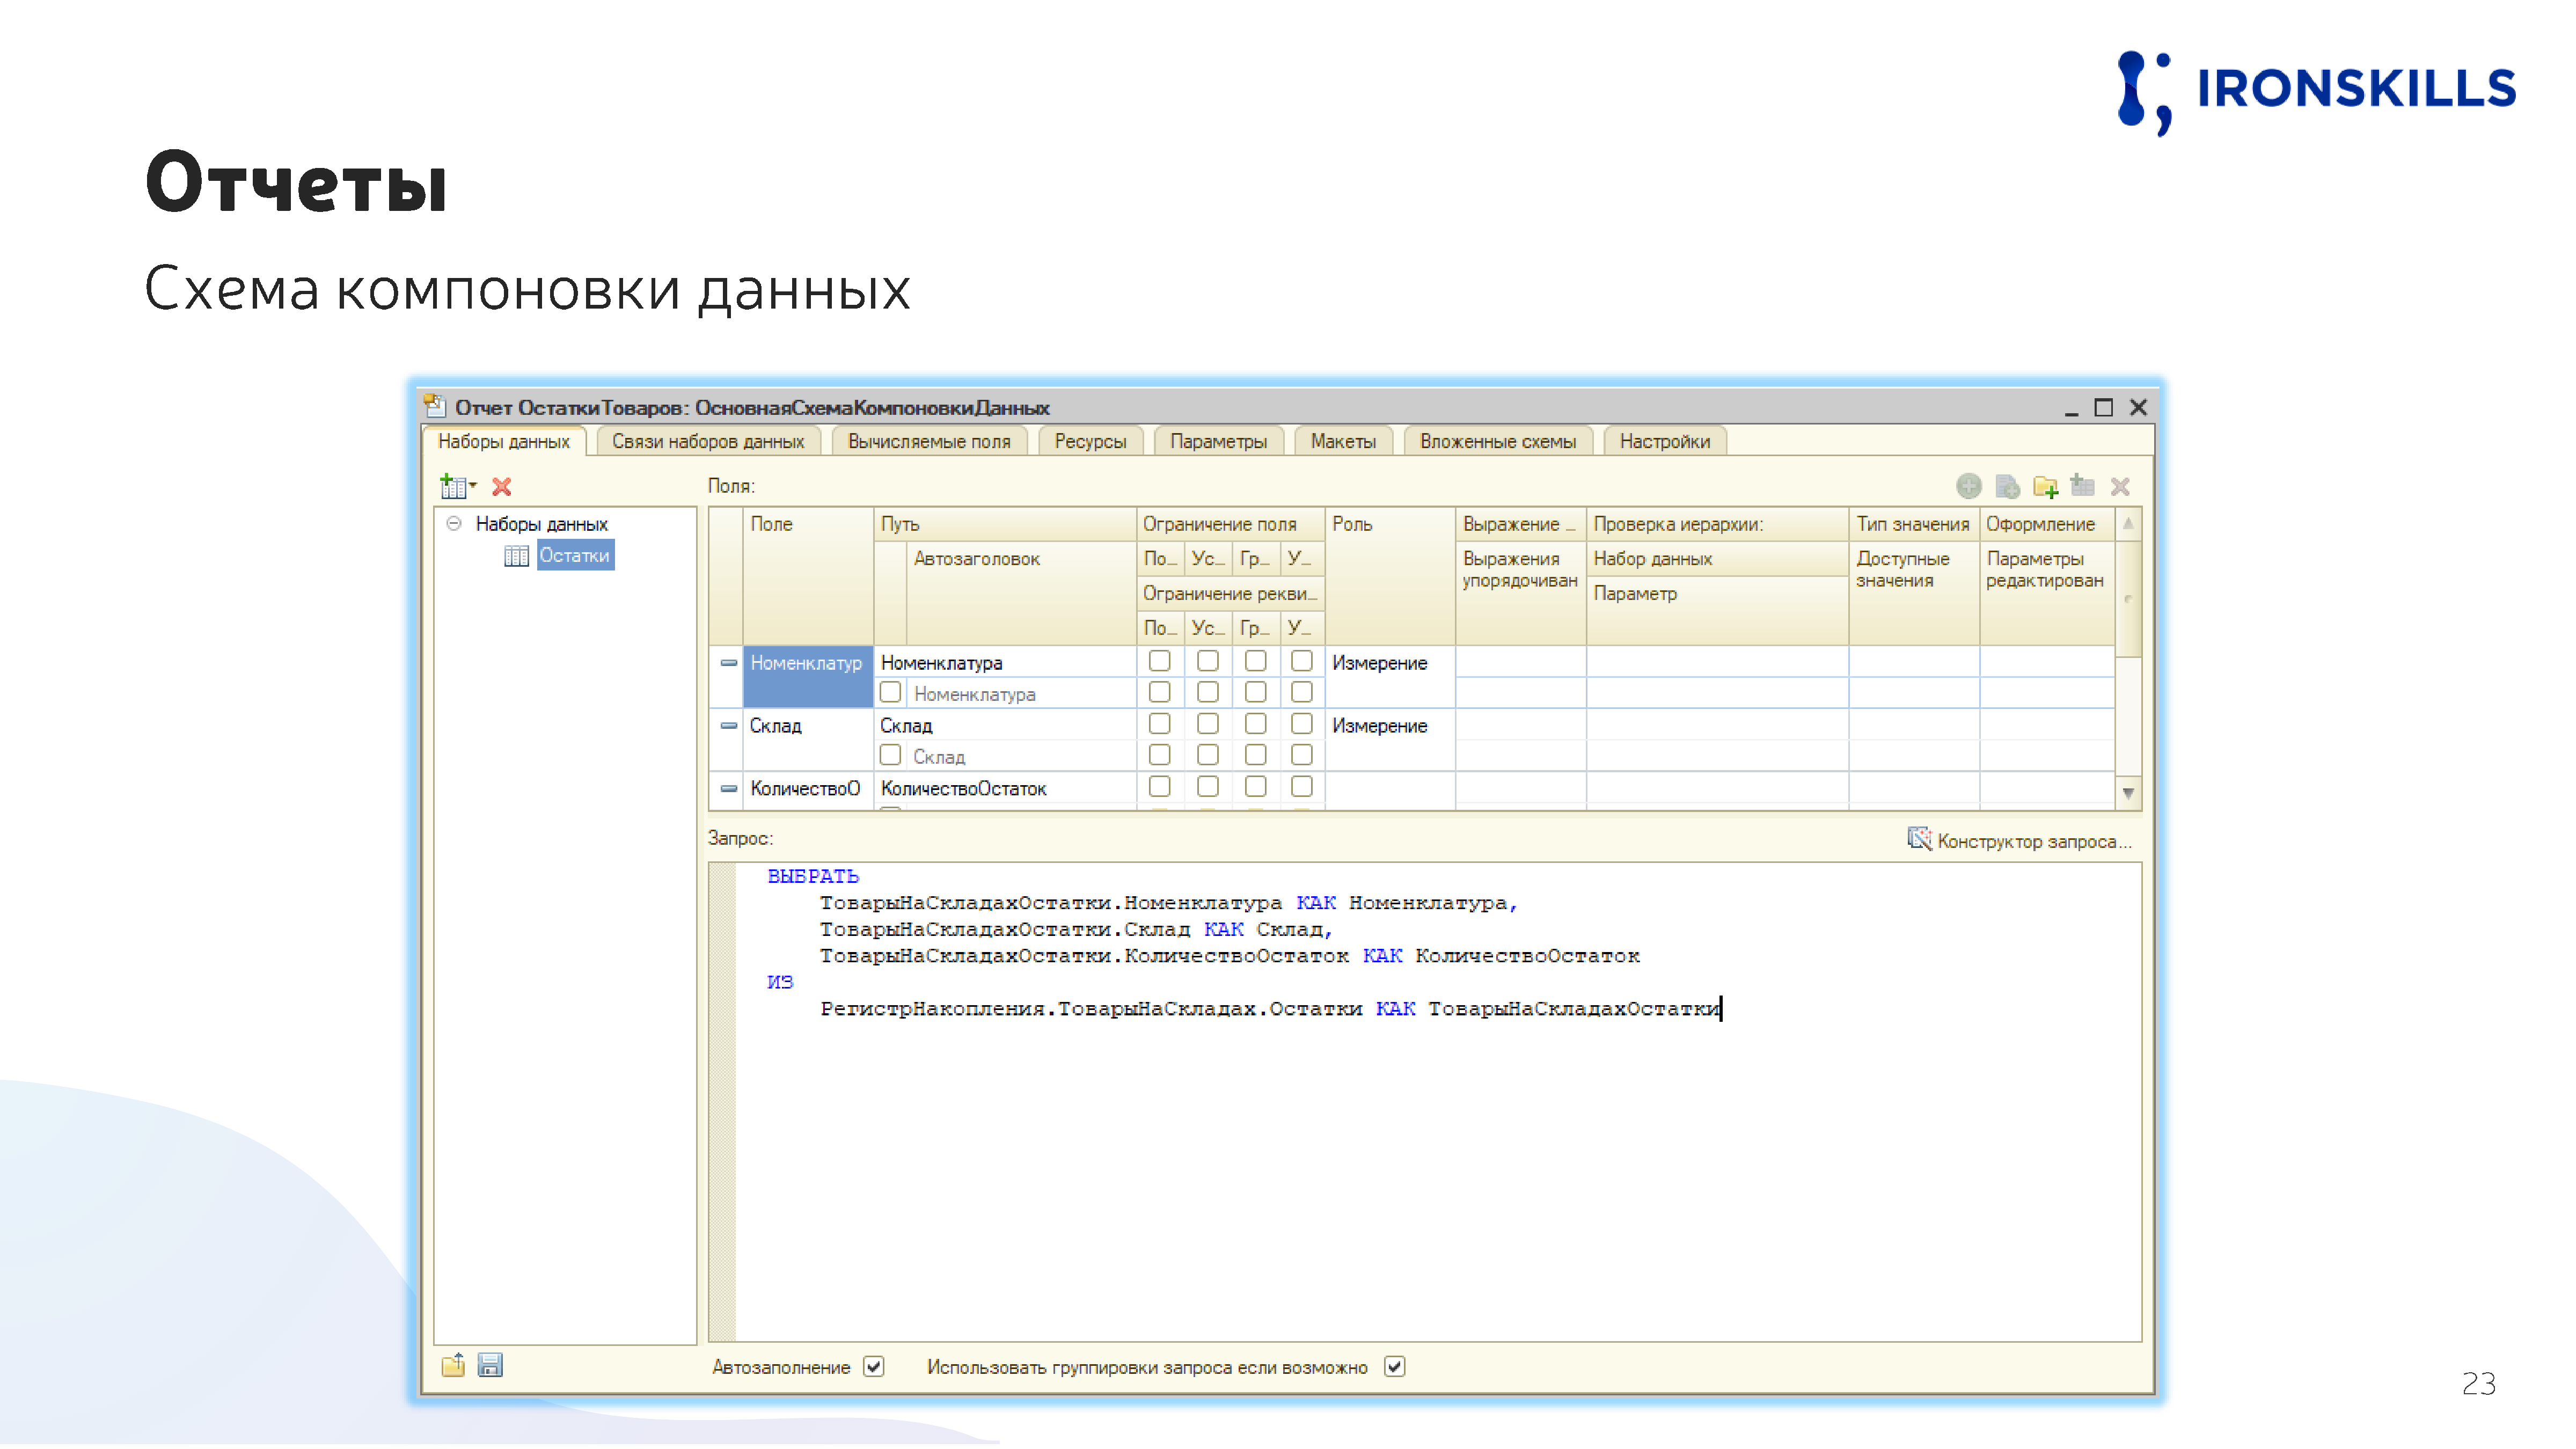 IRONSKILLS
Отчеты
Схема компоновки данных
Отчет ОстаткиТоваров: ОсновнаяСхемаКомпоновкиДанных
Наборы данных Связи наборов данных Вычисляемые поля Ресурсы Параметры Макеты Вложенные схемы Настройки
Поля:
Наборы данных
Остатки
Поле Путь Ограничение поля Роль Выражение ... Проверка иерархии: Тип значения Оформление
Автозаголовок По... Ус... Гр... У... Выражения Набор данных Доступные Параметры
упорядочиван значения редактирован
Ограничение рекви... Параметр
По... Ус... Гр... У...
Номенклатур Номенклатура Измерение
Номенклатура
Склад Склад Измерение
Склад
КоличествоО КоличествоОстаток
Запрос: Конструктор запроса...
ВЫБРАТЬ
ТоварыНаСкладахОстатки.Номенклатура КАК Номенклатура,
ТоварыНаСкладахОстатки.Склад КАК Склад,
ТоварыНаСкладахОстатки.КоличествоОстаток КАК КоличествоОстаток
ИЗ
РегистрНакопления.ТоварыНаСкладах.Остатки КАК ТоварыНаСкладахОстатки
Автозаполнение Использовать группировки запроса если возможно
23